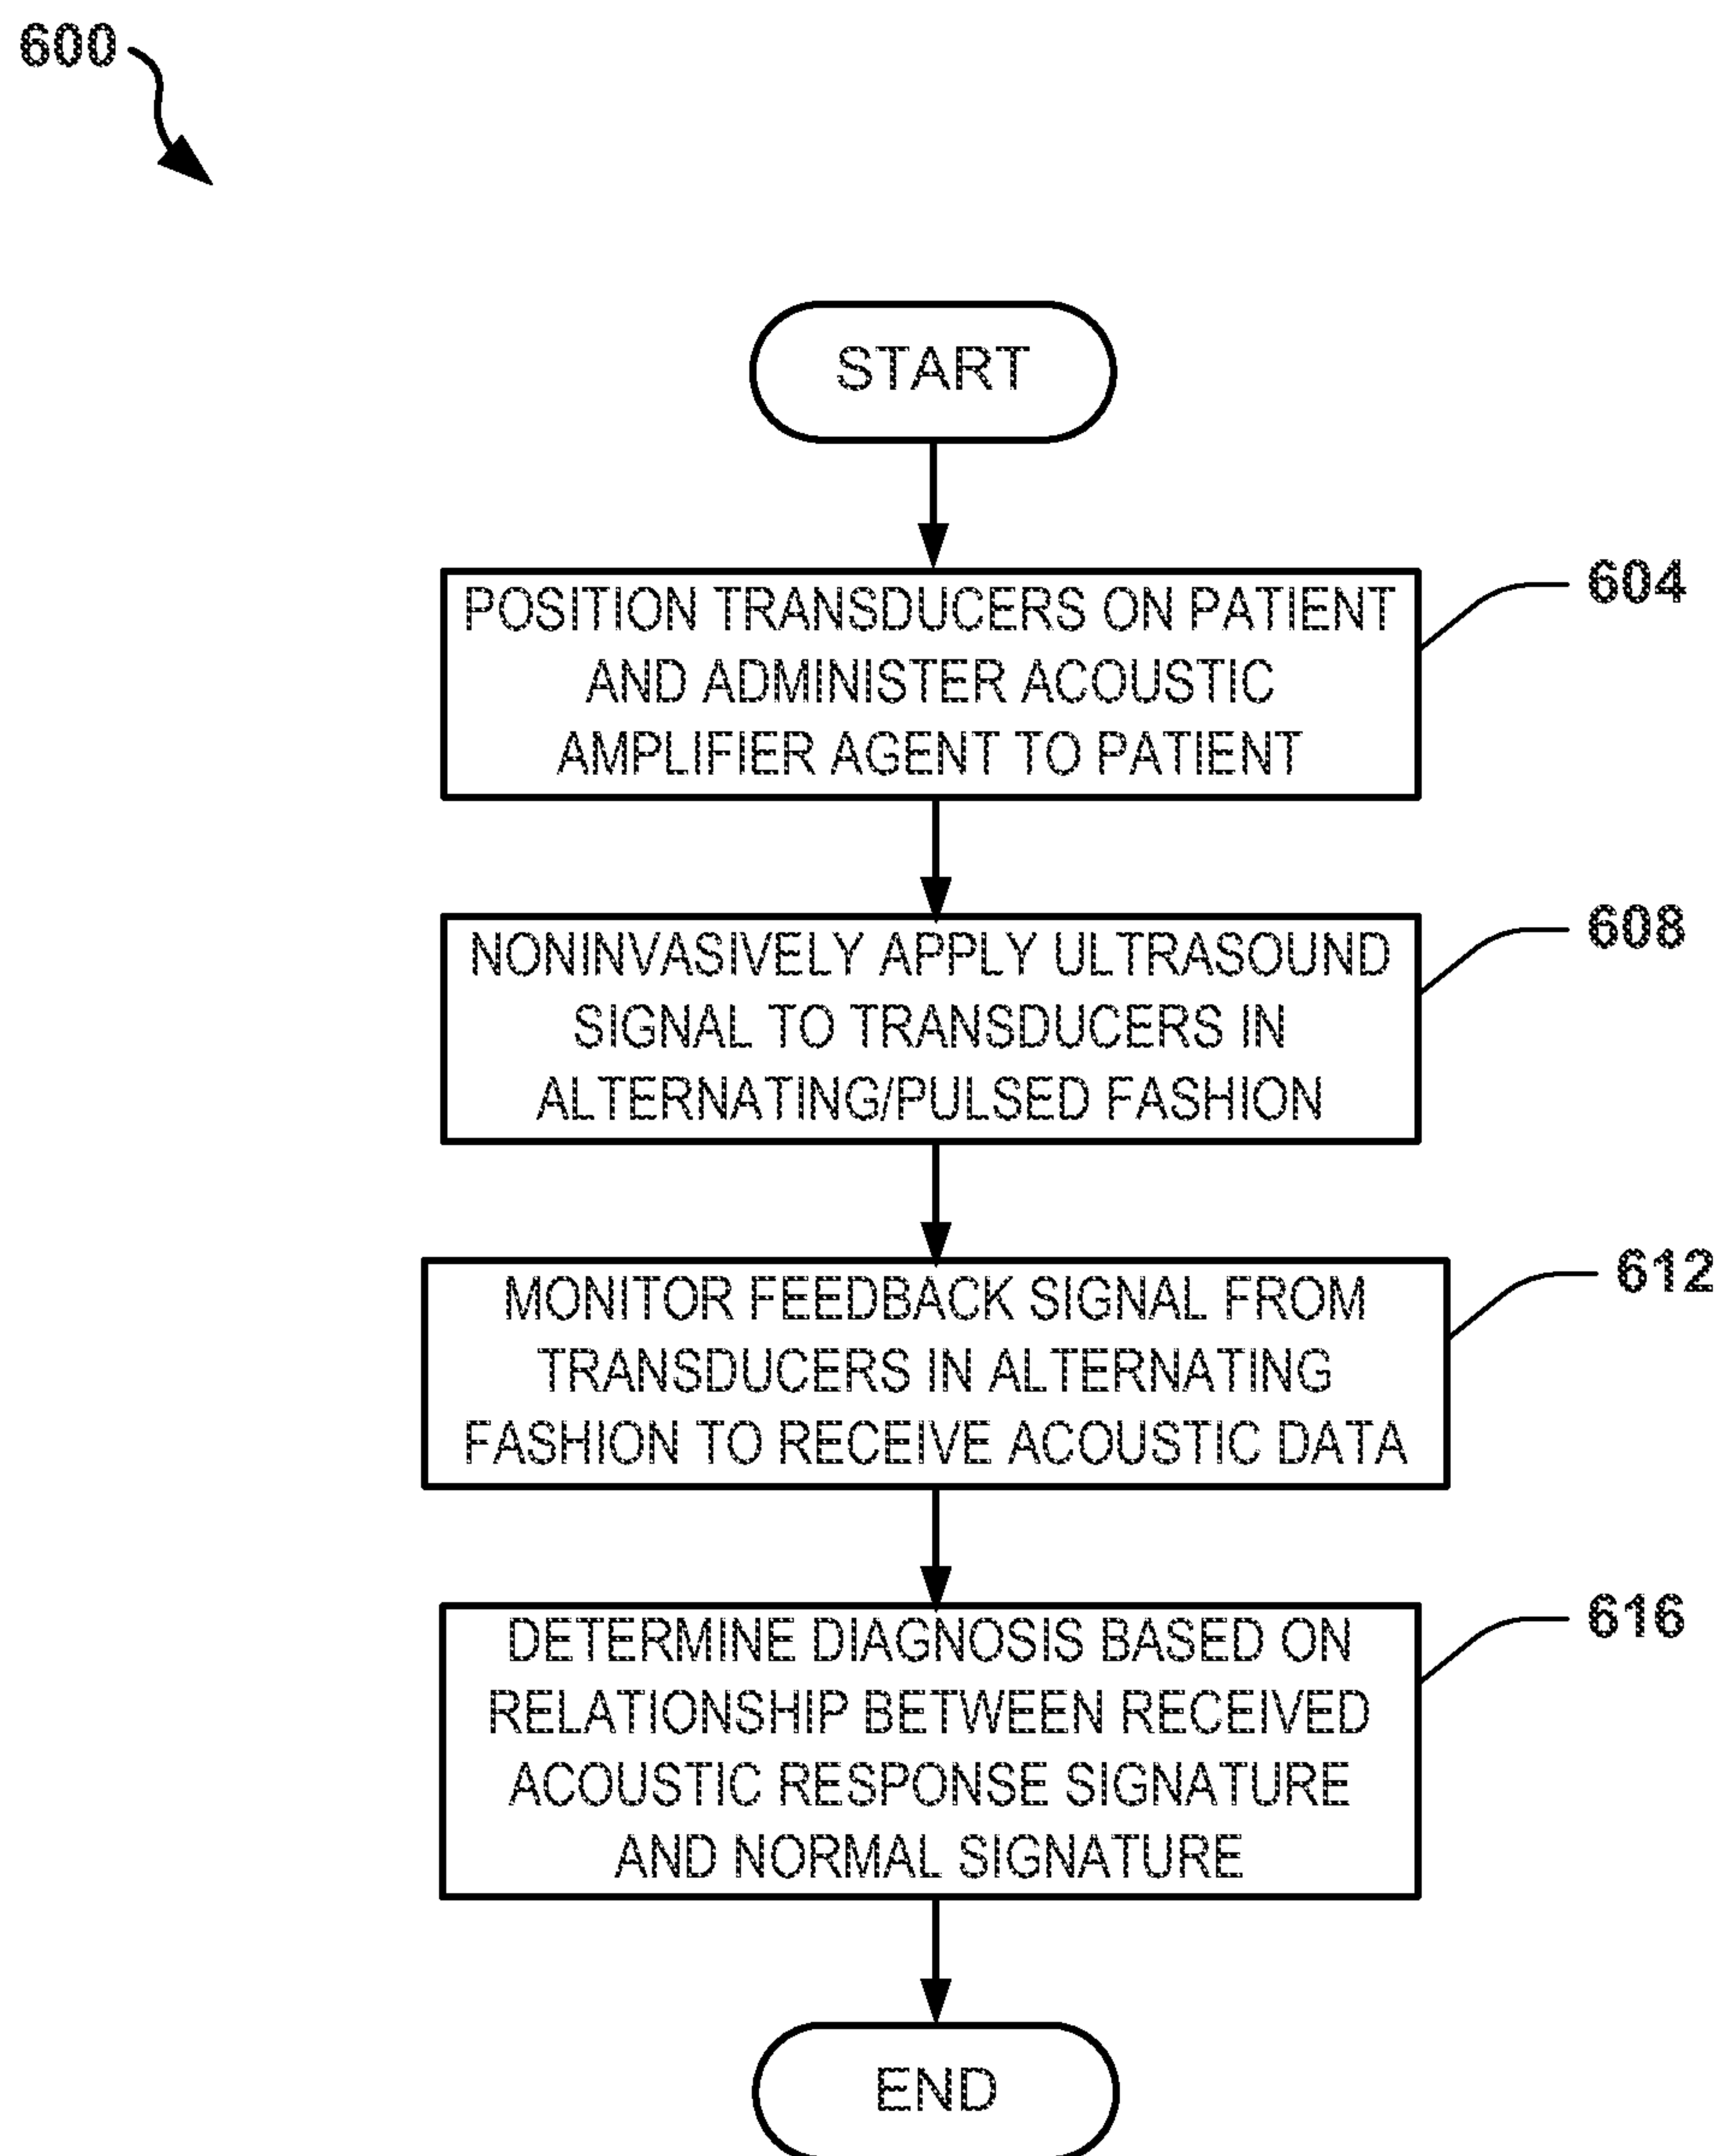 600
START
POSITION TRANSDUCERS ON PATIENT
AND ADMINISTER ACOUSTIC
AMPLIFIER AGENT TO PATIENT
604
NONINVASIVELY APPLY ULTRASOUND
SIGNAL TO TRANSDUCERS IN
ALTERNATING/PULSED FASHION
608
MONITOR FEEDBACK SIGNAL FROM
TRANSDUCERS IN ALTERNATING
FASHION TO RECEIVE ACOUSTIC DATA
612
DETERMINE DIAGNOSIS BASED ON
RELATIONSHIP BETWEEN RECEIVED
ACOUSTIC RESPONSE SIGNATURE
AND NORMAL SIGNATURE
616
END